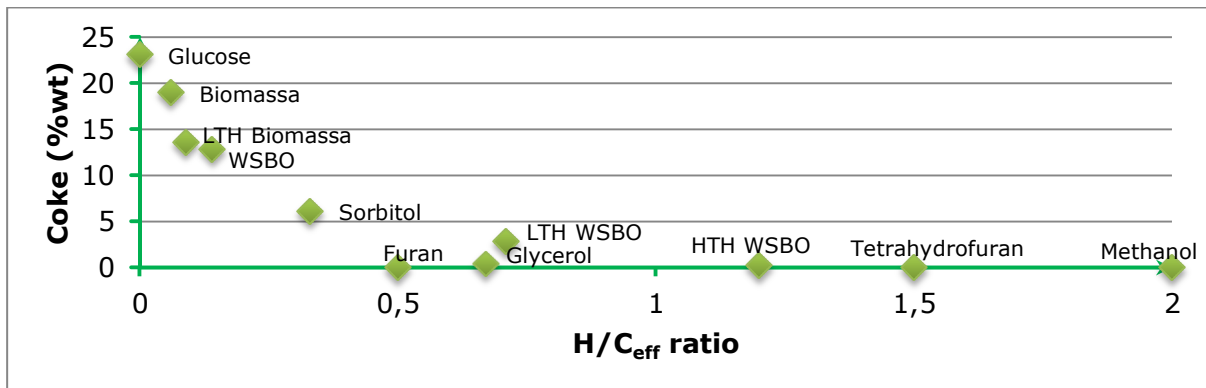 25
Glucose
20
Biomassa
15
LTH Biomassa
WSBO
10
Sorbitol
5
LTH WSBO
HTH WSBO
Tetrahydrofuran
Methanol
Furan
Glycerol
0
0
0,5
1
1,5
2
Coke (%wt)
H/Ceff ratio